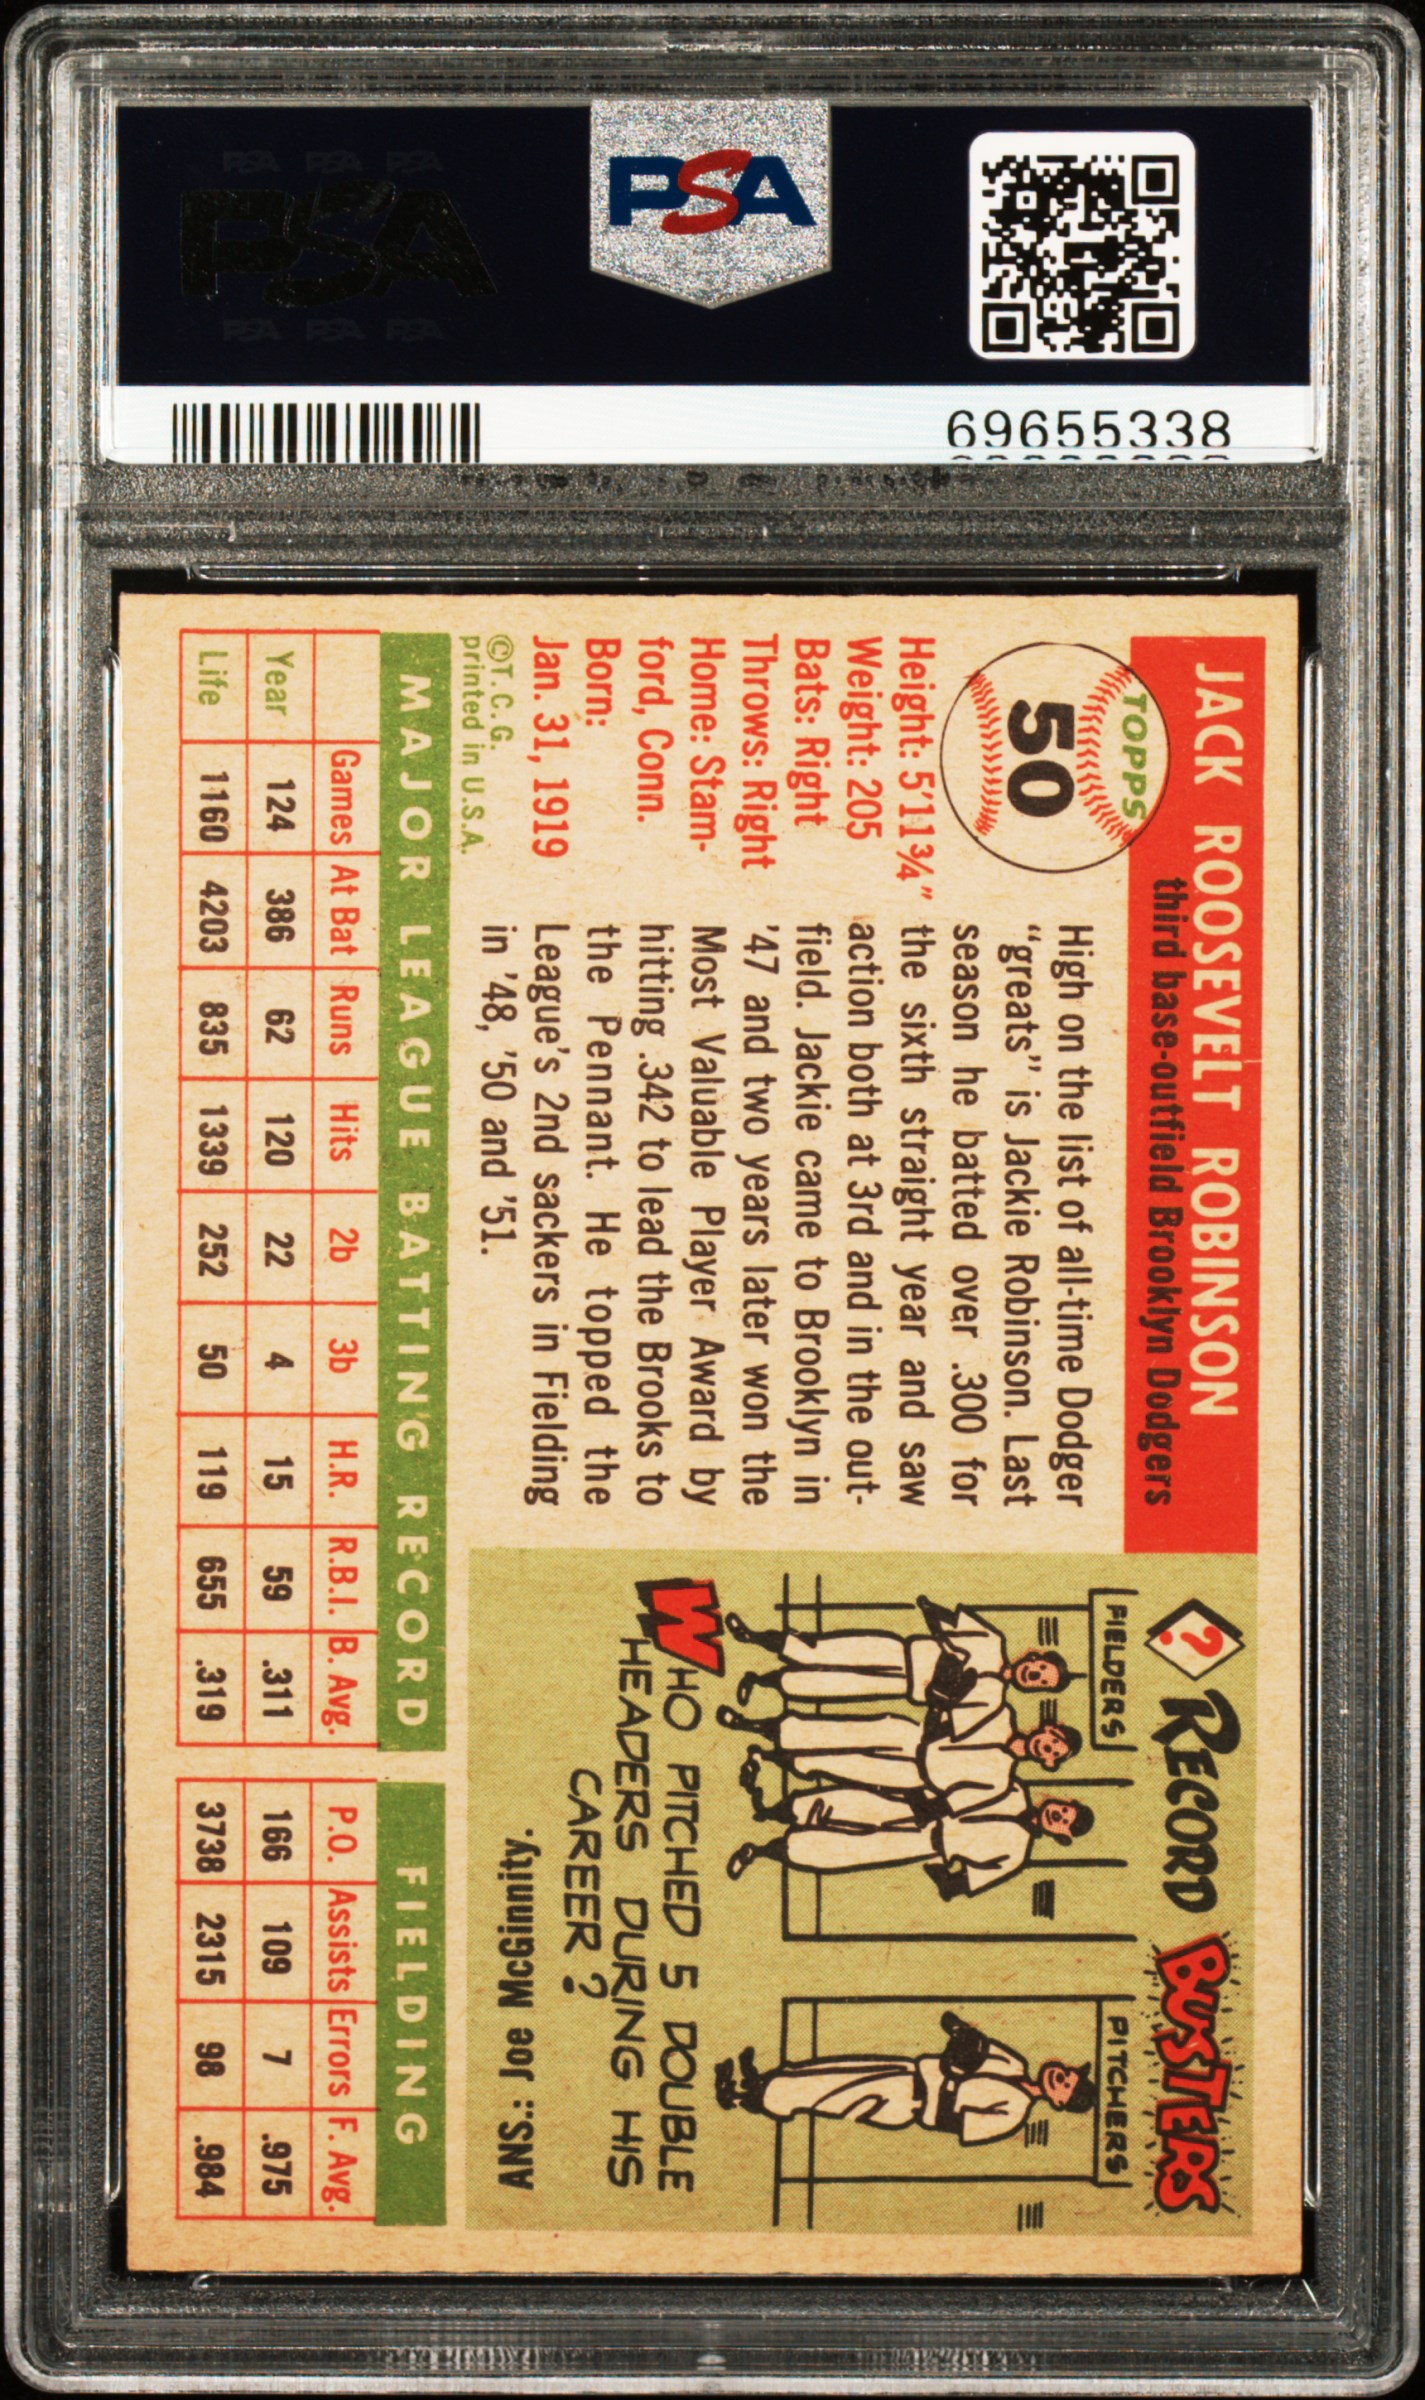 PSA PSA PSA
PSA
PSA PSA PSA
PSA
69655338
JACK ROOSEVELT ROBINSON
third base-outfield Brooklyn Dodgers
TOPPS
50
Height: 5'11¾"
Weight: 205
Bats: Right
Throws: Right
Home: Stam-
ford, Conn.
Born:
Jan. 31, 1919
©T. C. G.
printed in U.S.A.
High on the list of all-time Dodger
“greats” is Jackie Robinson. Last
season he batted over .300 for
the sixth straight year and saw
action both at 3rd and in the out-
field. Jackie came to Brooklyn in
'47 and two years later won the
Most Valuable Player Award by
hitting .342 to lead the Brooks to
the Pennant. He topped the
League's 2nd sackers in Fielding
in '48, '50 and '51.
? RECORD BUSTERS
FIELDERS
PITCHERS
WHO PITCHED 5 DOUBLE
HEADERS DURING HIS
CAREER?
ANS.: Joe McGinnity.
MAJOR LEAGUE BATTING RECORD
Games At Bat Runs Hits 2b 3b H.R. R.B.I. B. Avg.
Year 124 386 62 120 22 4 15 59 .311
Life 1160 4203 835 1339 252 50 119 655 .319
FIELDING
P.O. Assists Errors F. Avg.
166 109 7 .975
3738 2315 98 .984